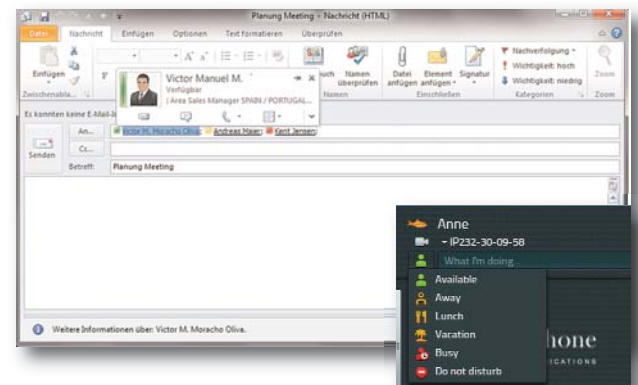 Planung Meeting - Nachricht (HTML)
Datei Nachricht Einfügen Optionen Text formatieren Überprüfen
Einfügen
Zwischenabla...
Victor Manuel M.
Verfügbar
| Area Sales Manager SPAIN / PORTUGAL...
Namen überprüfen
Namen
Datei anfügen
Element anfügen
Signatur
Einschließen
Nachverfolgung
Wichtigkeit: hoch
Wichtigkeit: niedrig
Kategorien
Zoom
Zoom
Es konnten keine E-Mail-
Senden
An...
Victor M. Moracho Oliva; Andreas Maier; Kent Jensen;
Cc...
Betreff: Planung Meeting
Weitere Informationen über: Victor M. Moracho Oliva.
Anne
IP232-30-09-58
What I'm doing...
Available
Away
Lunch
Vacation
Busy
Do not disturb
hone
ICATIONS